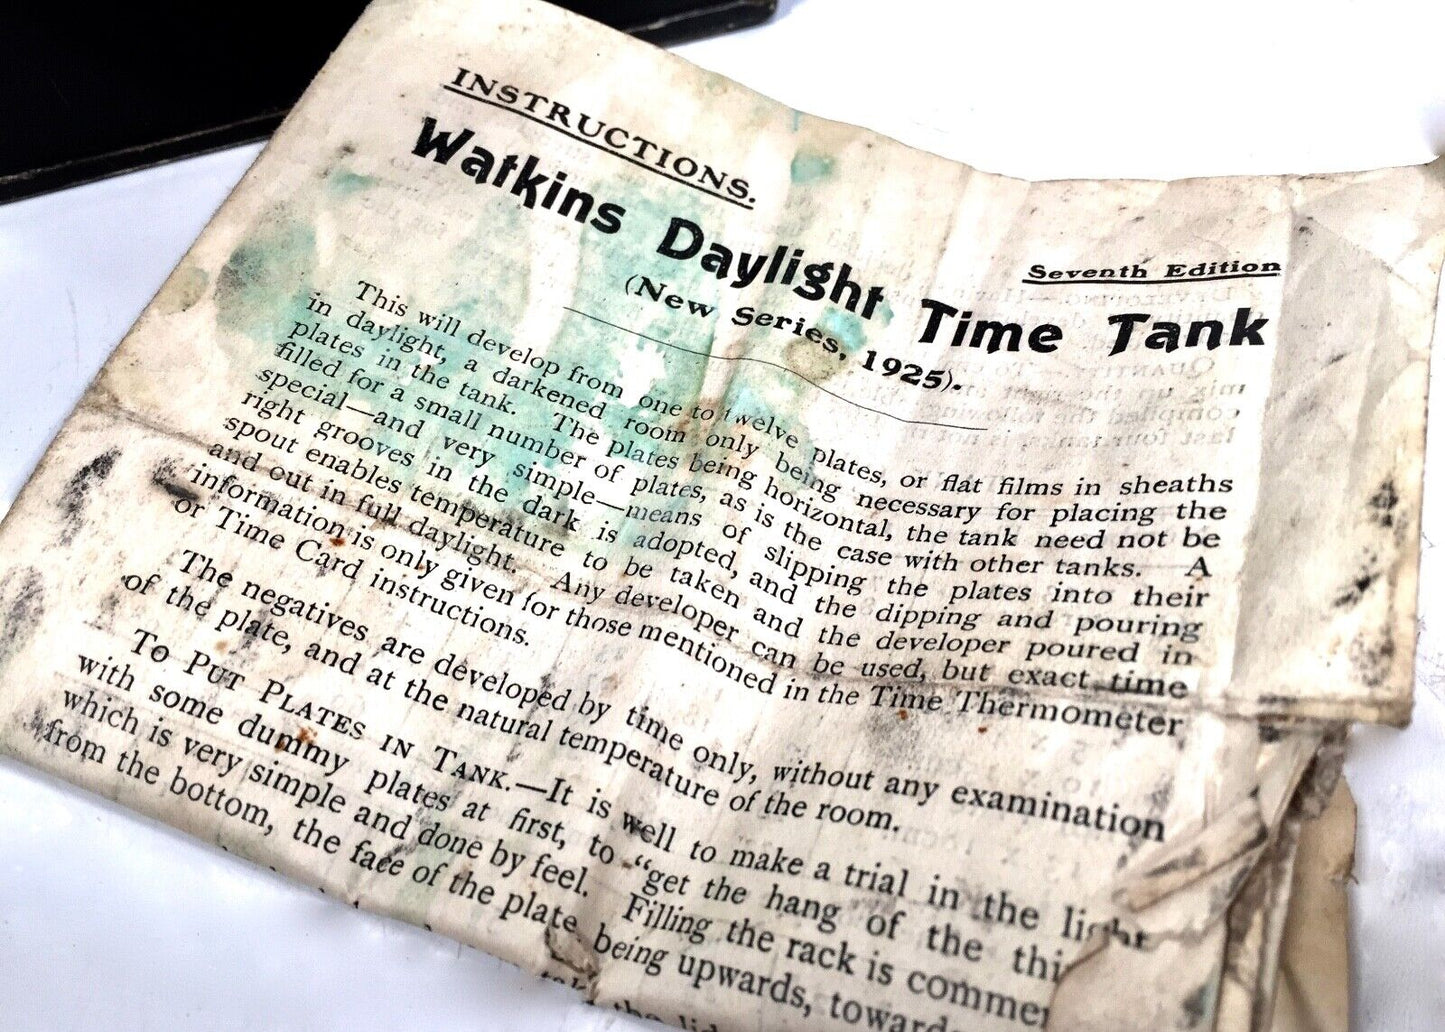 INSTRUCTIONS.
Watkins Daylight Time Tank
Seventh Edition
(New Series, 1925).
This will develop from one to twelve plates, or flat films in sheaths
in daylight, a darkened room only being necessary for placing the
plates in the tank. The plates being horizontal, the tank need not be
filled for a small number of plates, as is the case with other tanks. A
special—and very simple—means of slipping the plates into their
right grooves in the dark is adopted, and the dipping and pouring
spout enables temperature to be taken and the developer poured in
and out in full daylight. Any developer can be used, but exact time
information is only given for those mentioned in the Time Thermometer
or Time Card instructions.
The negatives are developed by time only, without any examination
of the plate, and at the natural temperature of the room.
TO PUT PLATES IN TANK.—It is well to make a trial in the light
with some dummy plates at first, to "get the hang of the
which is very simple and done by feel. Filling the rack is
from the bottom, the face of the plate being upwards,
the lid